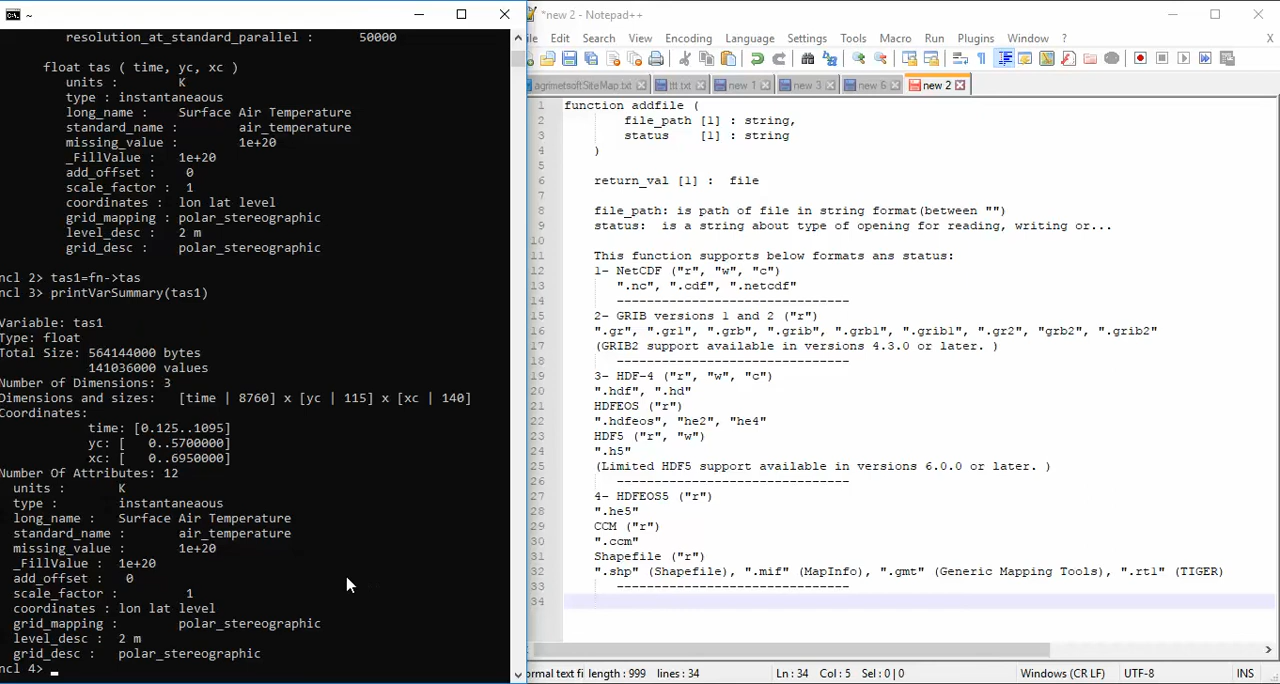 ~
resolution_at_standard_parallel : 50000
float tas ( time, yc, xc )
units : K
type : instantaneaous
long_name : Surface Air Temperature
standard_name : air_temperature
missing_value : 1e+20
_FillValue : 1e+20
add_offset : 0
scale_factor : 1
coordinates : lon lat level
grid_mapping : polar_stereographic
level_desc : 2 m
grid_desc : polar_stereographic
ncl 2> tas1=fn->tas
ncl 3> printVarSummary(tas1)
Variable: tas1
Type: float
Total Size: 564144000 bytes
141036000 values
Number of Dimensions: 3
Dimensions and sizes: [time | 8760] x [yc | 115] x [xc | 140]
Coordinates:
time: [0.125..1095]
yc: [ 0..5700000]
xc: [ 0..6950000]
Number Of Attributes: 12
units : K
type : instantaneaous
long_name : Surface Air Temperature
standard_name : air_temperature
missing_value : 1e+20
_FillValue : 1e+20
add_offset : 0
scale_factor : 1
coordinates : lon lat level
grid_mapping : polar_stereographic
level_desc : 2 m
grid_desc : polar_stereographic
ncl 4>
*new 2 - Notepad++
ile Edit Search View Encoding Language Settings Tools Macro Run Plugins Window ? X
agrimetsoftSiteMap.txt ttt.txt new 1 new 3 new 6 new 2
1 function addfile (
2 file_path [1] : string,
3 status [1] : string
4 )
5
6 return_val [1] : file
7
8 file_path: is path of file in string format(between "")
9 status: is a string about type of opening for reading, writing or...
10
11 This function supports below formats ans status:
12 1- NetCDF ("r", "w", "c")
13 ".nc", ".cdf", ".netcdf"
14 -------------------------------
15 2- GRIB versions 1 and 2 ("r")
16 ".gr", ".gr1", ".grb", ".grib", ".grb1", ".grib1", ".gr2", "grb2", ".grib2"
17 (GRIB2 support available in versions 4.3.0 or later. )
18 -------------------------------
19 3- HDF-4 ("r", "w", "c")
20 ".hdf", ".hd"
21 HDFEOS ("r")
22 ".hdfeos", "he2", "he4"
23 HDF5 ("r", "w")
24 ".h5"
25 (Limited HDF5 support available in versions 6.0.0 or later. )
26 -------------------------------
27 4- HDFEOS5 ("r")
28 ".he5"
29 CCM ("r")
30 ".ccm"
31 Shapefile ("r")
32 ".shp" (Shapefile), ".mif" (MapInfo), ".gmt" (Generic Mapping Tools), ".rt1" (TIGER)
33 -------------------------------
34
ormal text fi length : 999 lines : 34 Ln : 34 Col : 5 Sel : 0 | 0 Windows (CR LF) UTF-8 INS